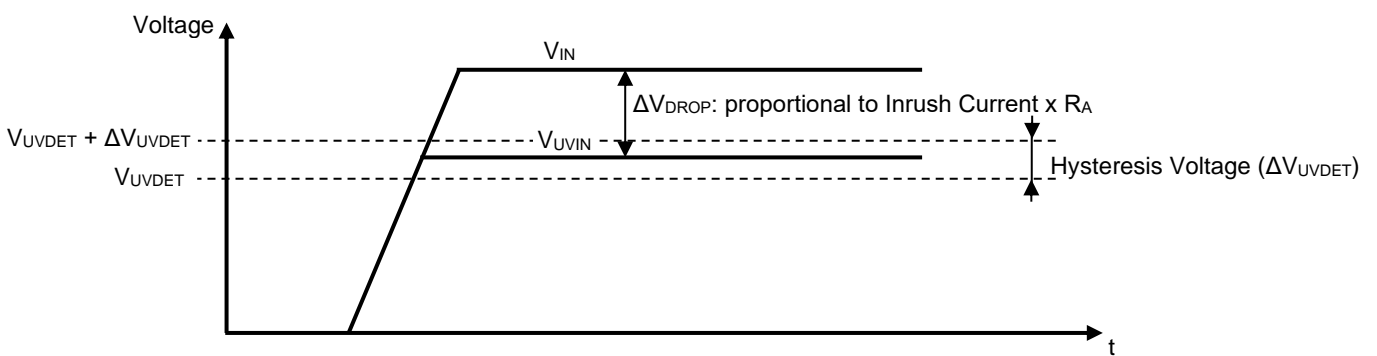 Voltage
VIN
ΔVDROP: proportional to Inrush Current x RA
VUVDET + ΔVUVDET
VUVIN
Hysteresis Voltage (ΔVUVDET)
VUVDET
t